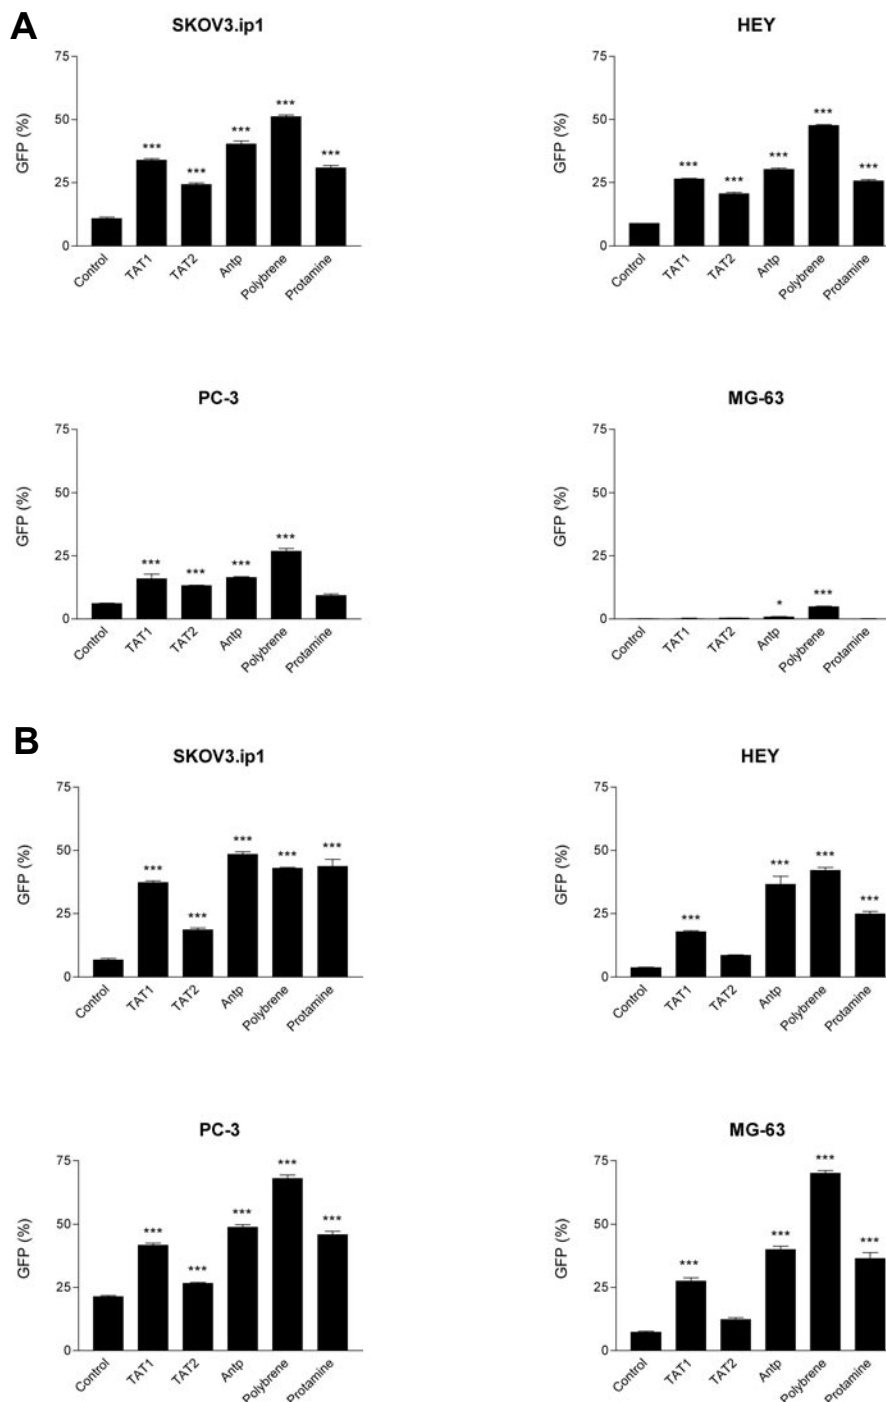 A
SKOV3.ip1
HEY
GFP (%)
75
50
25
0
***
***
***
***
***
Control
TAT1
TAT2
Antp
Polybrene
Protamine
GFP (%)
75
50
25
0
***
***
***
***
***
Control
TAT1
TAT2
Antp
Polybrene
Protamine
PC-3
MG-63
GFP (%)
75
50
25
0
***
***
***
***
Control
TAT1
TAT2
Antp
Polybrene
Protamine
GFP (%)
75
50
25
0
*
***
Control
TAT1
TAT2
Antp
Polybrene
Protamine
B
SKOV3.ip1
HEY
GFP (%)
75
50
25
0
***
***
***
***
***
Control
TAT1
TAT2
Antp
Polybrene
Protamine
GFP (%)
75
50
25
0
***
***
***
***
Control
TAT1
TAT2
Antp
Polybrene
Protamine
PC-3
MG-63
GFP (%)
75
50
25
0
***
***
***
***
***
Control
TAT1
TAT2
Antp
Polybrene
Protamine
GFP (%)
75
50
25
0
***
***
***
***
Control
TAT1
TAT2
Antp
Polybrene
Protamine